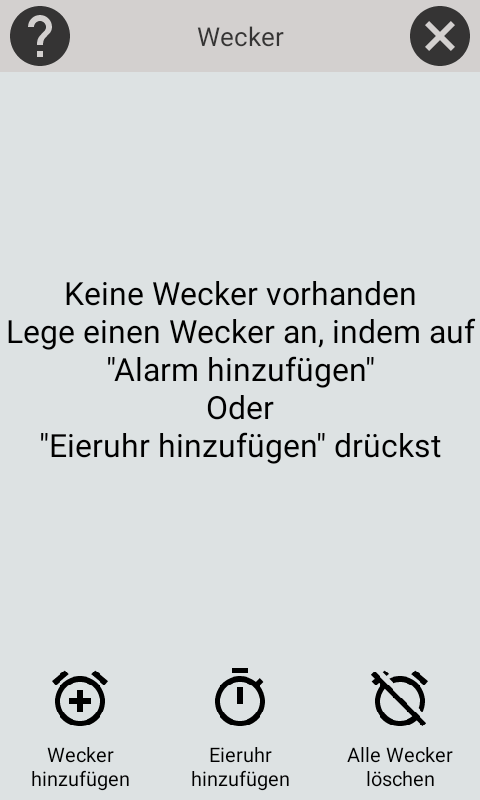 Wecker
Keine Wecker vorhanden
Lege einen Wecker an, indem auf
"Alarm hinzufügen"
Oder
"Eieruhr hinzufügen" drückst
Wecker
hinzufügen
Eieruhr
hinzufügen
Alle Wecker
löschen